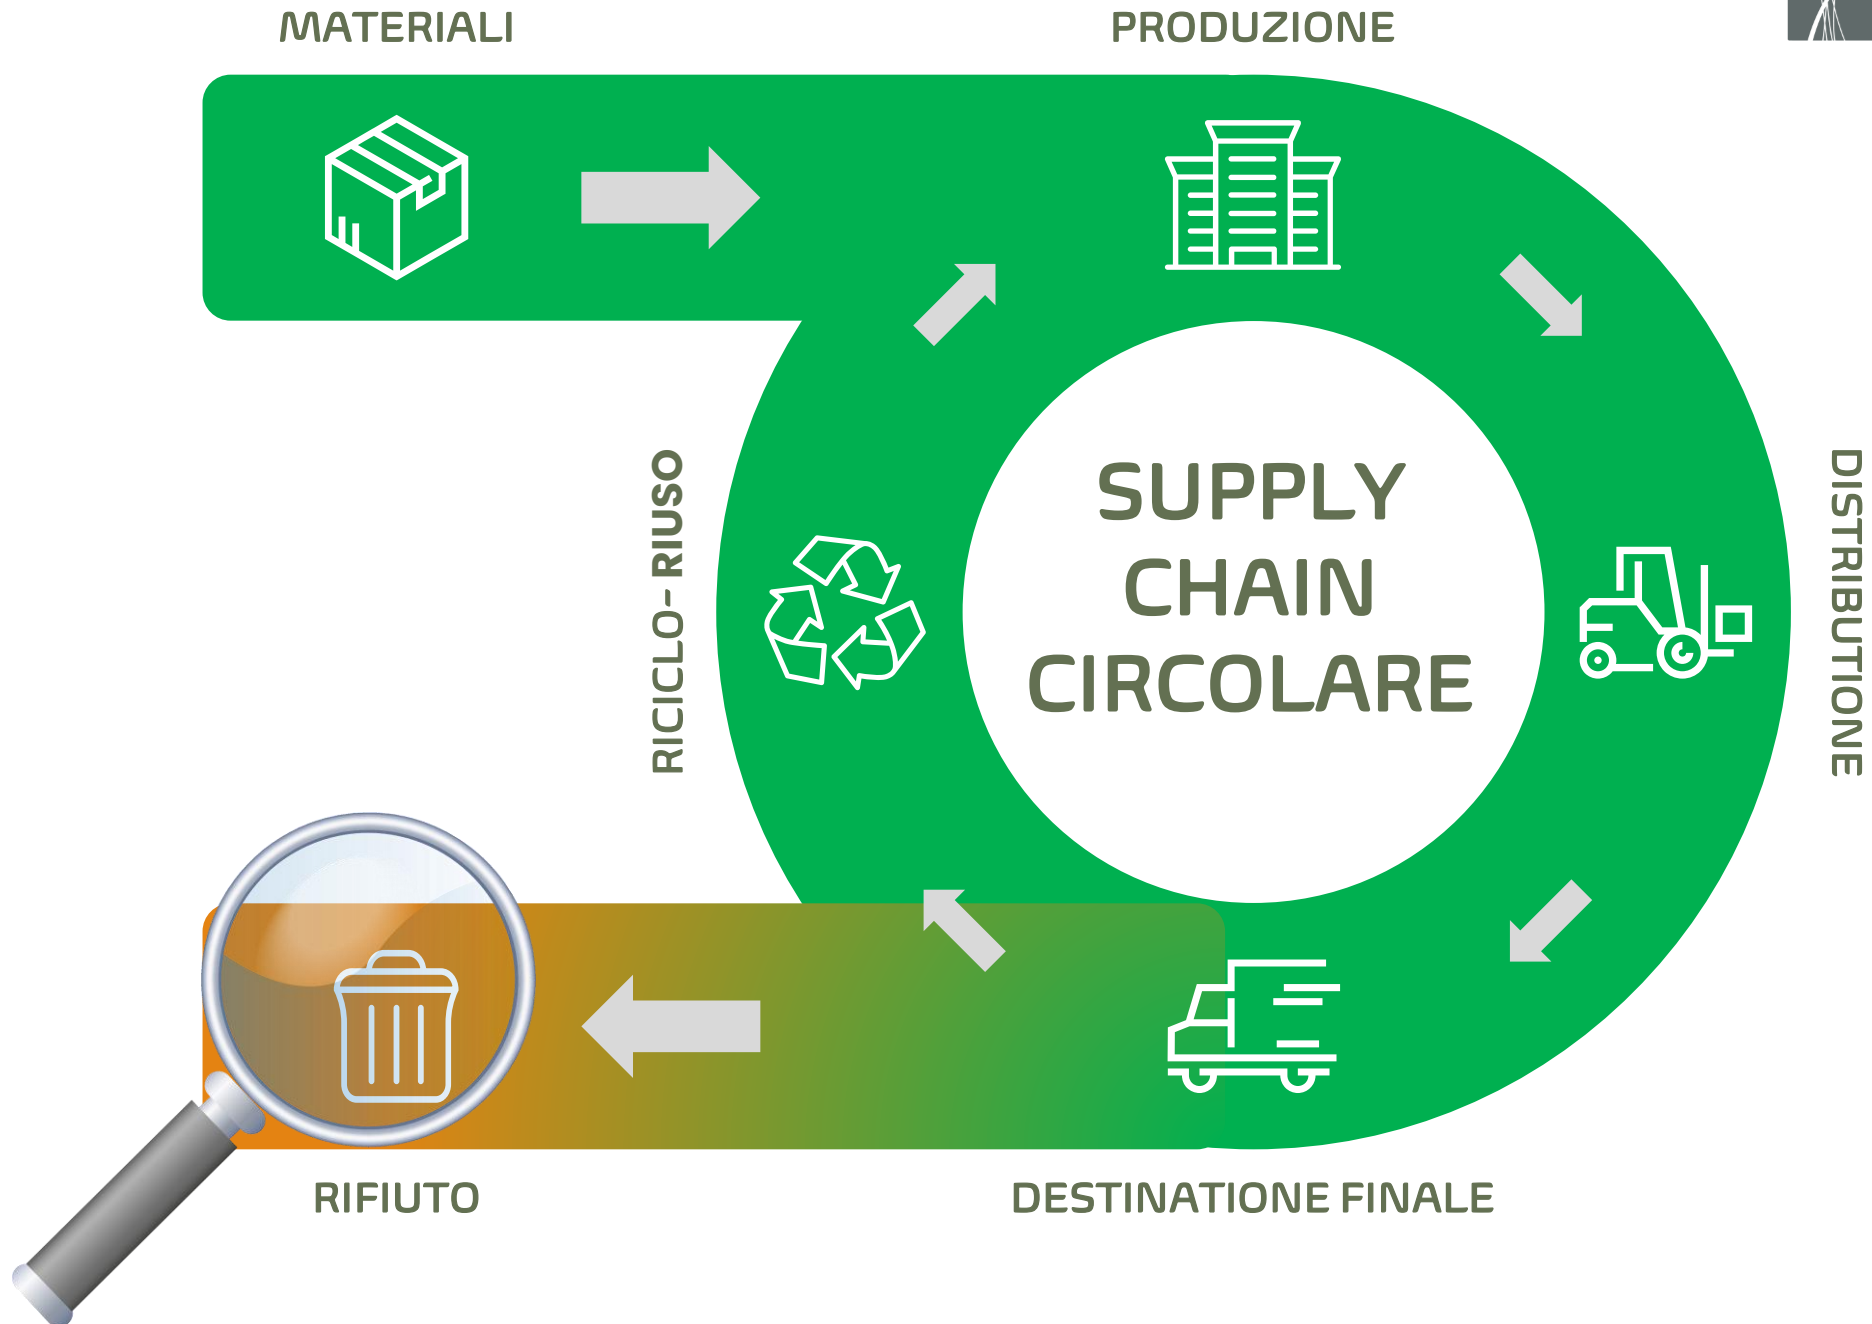 MATERIALI
PRODUZIONE
SUPPLY
CHAIN
CIRCOLARE
RICICLO- RIUSO
DISTRIBUTIONE
RIFIUTO
DESTINATIONE FINALE